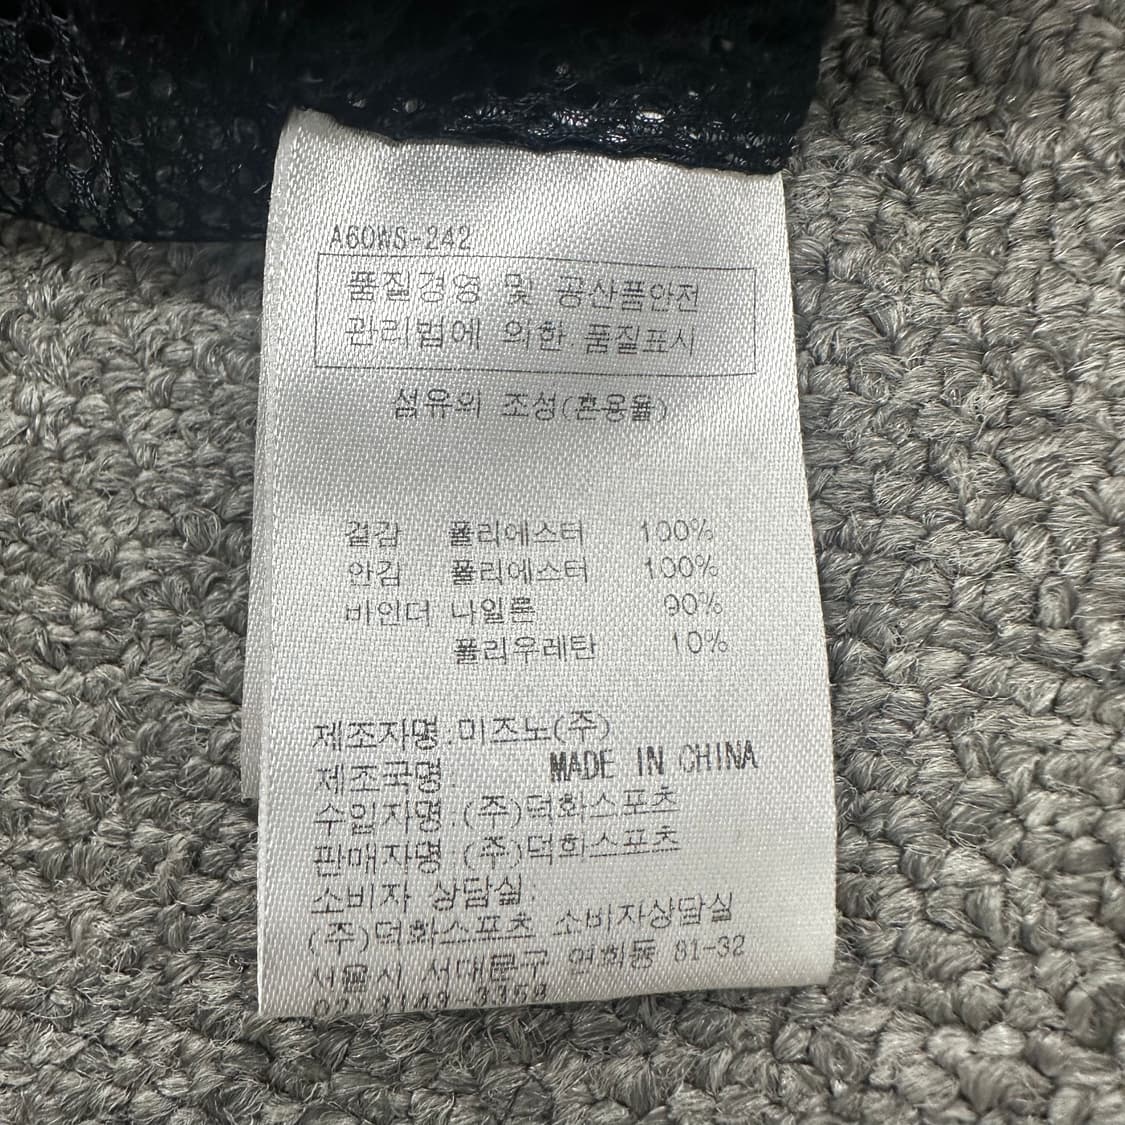 A60WS-242
품질경영 및 공산품안전
관리법에 의한 품질표시
섬유의 조성(혼용율)
겉감 폴리에스터 100%
안감 폴리에스터 100%
바인더 나일론 90%
폴리우레탄 10%
제조자명:미즈노(주)
제조국명: MADE IN CHINA
수입자명:(주)덕화스포츠
판매자명:(주)덕화스포츠
소비자 상담실:
(주)덕화스포츠 소비자상담실
서울시 서대문구 연희동 81-32